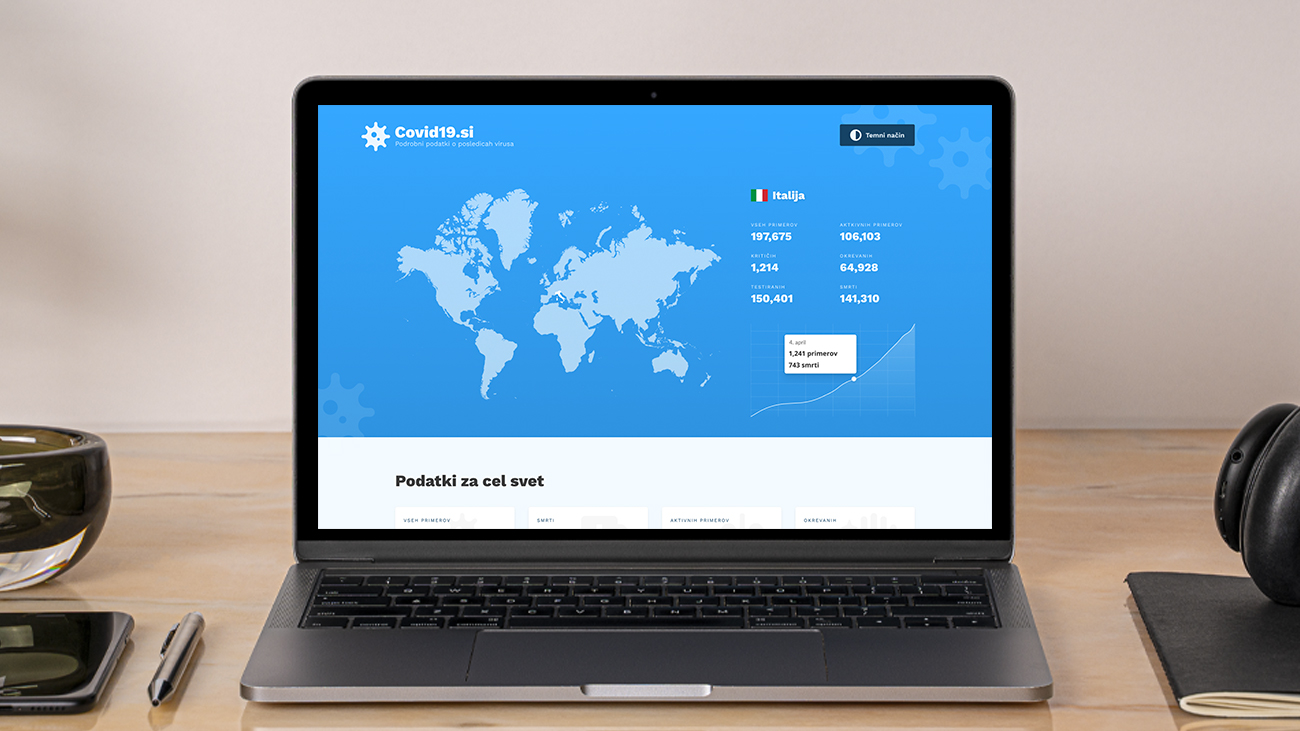 Covid19.si
Podrobni podatki o posledicah virusa
Temni način
Italija
VSEH PRIMEROV
AKTKIVNIH PRIMEROV
197,675
106,103
KRITIČIH
OKREVANIH
1,214
64,928
TESTIRANIH
SMRTI
150,401
141,310
4. april
1,241 primerov
743 smrti
Podatki za cel svet
VSEH PRIMEROV
SMRTI
AKTIVNIH PRIMEROV
OKREVANIH